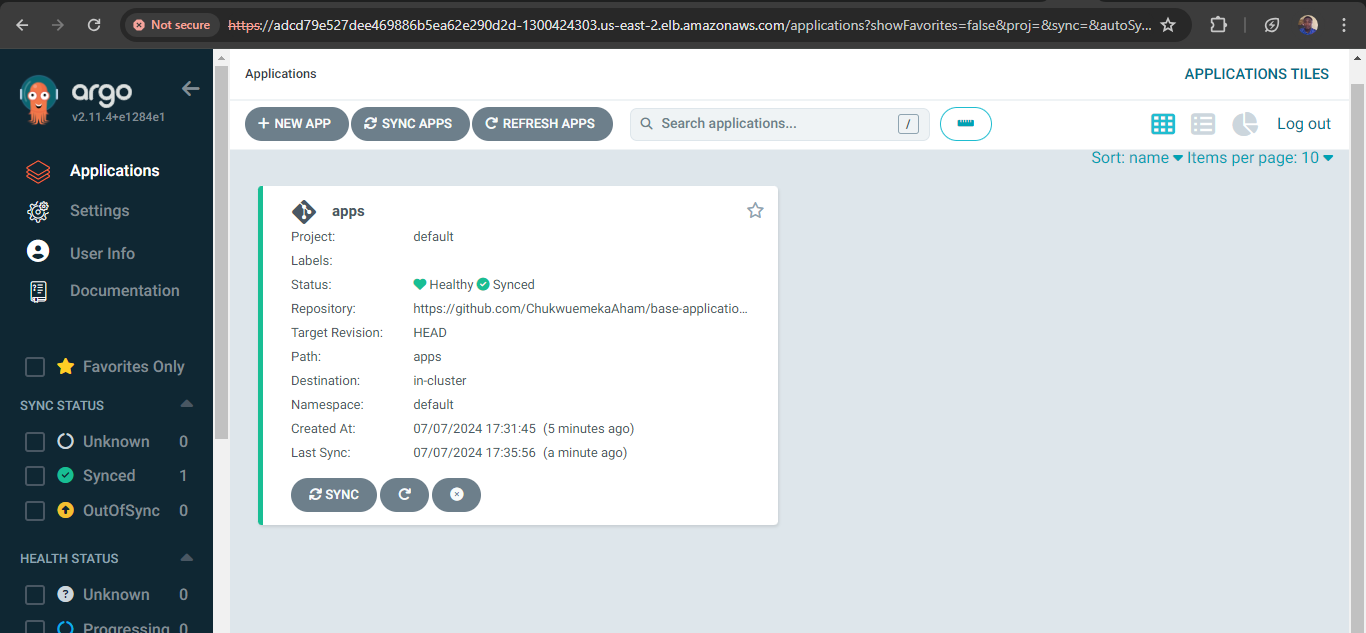 Not secure https://adcd79e527dee469886b5ea62e290d2d-1300424303.us-east-2.elb.amazonaws.com/applications?showFavorites=false&proj=&sync=&autoSy...
argo
v2.11.4+e1284e1
Applications
Settings
User Info
Documentation
Favorites Only
SYNC STATUS
Unknown 0
Synced 1
OutOfSync 0
HEALTH STATUS
Unknown 0
Progressing 0
Applications APPLICATIONS TILES
+ NEW APP SYNC APPS REFRESH APPS Search applications... / Log out
Sort: name Items per page: 10
apps
Project: default
Labels:
Status: Healthy Synced
Repository: https://github.com/ChukwuemekaAham/base-applicatio...
Target Revision: HEAD
Path: apps
Destination: in-cluster
Namespace: default
Created At: 07/07/2024 17:31:45 (5 minutes ago)
Last Sync: 07/07/2024 17:35:56 (a minute ago)
SYNC